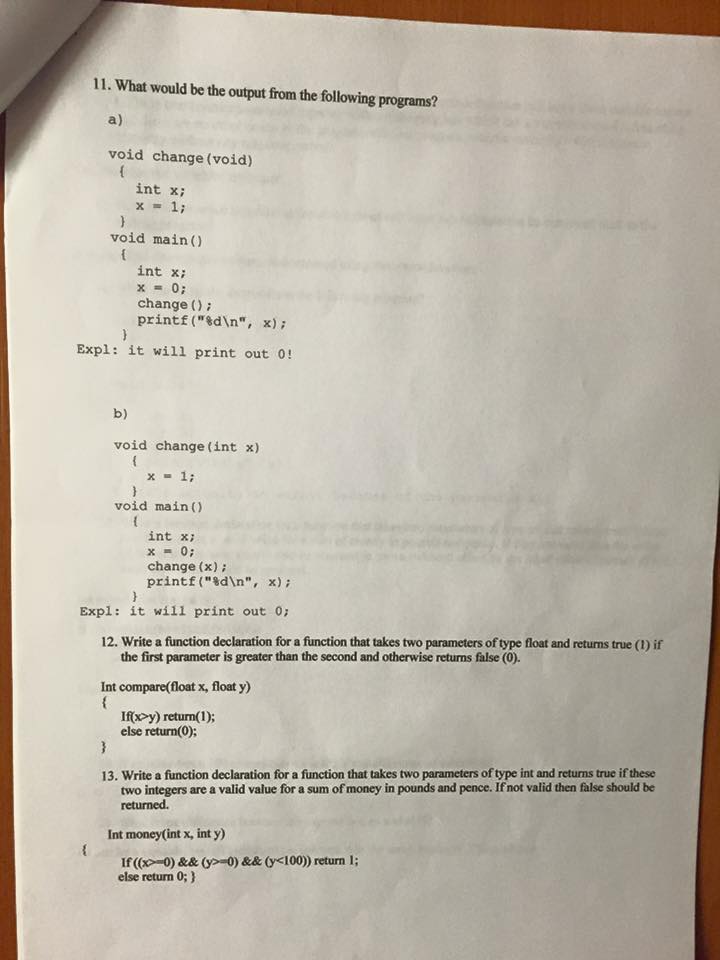 11. What would be the output from the following programs?
a)
void change(void)
{
int x;
x = 1;
}
void main()
{
int x;
x = 0;
change();
printf("%d\n", x);
}
Expl: it will print out 0!
b)
void change(int x)
{
x = 1;
}
void main()
{
int x;
x = 0;
change(x);
printf("%d\n", x);
}
Expl: it will print out 0;
12. Write a function declaration for a function that takes two parameters of type float and returns true (1) if
the first parameter is greater than the second and otherwise returns false (0).
Int compare(float x, float y)
{
If(x>y) return(1);
else return(0);
}
13. Write a function declaration for a function that takes two parameters of type int and returns true if these
two integers are a valid value for a sum of money in pounds and pence. If not valid then false should be
returned.
Int money(int x, int y)
{
If ((x>=0) && (y>=0) && (y<100)) return 1;
else return 0; }